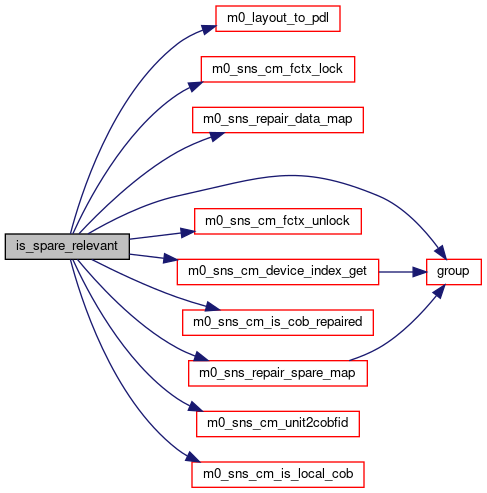 m0_layout_to_pdl
m0_sns_cm_fctx_lock
m0_sns_repair_data_map
m0_sns_cm_fctx_unlock
is_spare_relevant
m0_sns_cm_device_index_get
group
m0_sns_cm_is_cob_repaired
m0_sns_repair_spare_map
m0_sns_cm_unit2cobfid
m0_sns_cm_is_local_cob